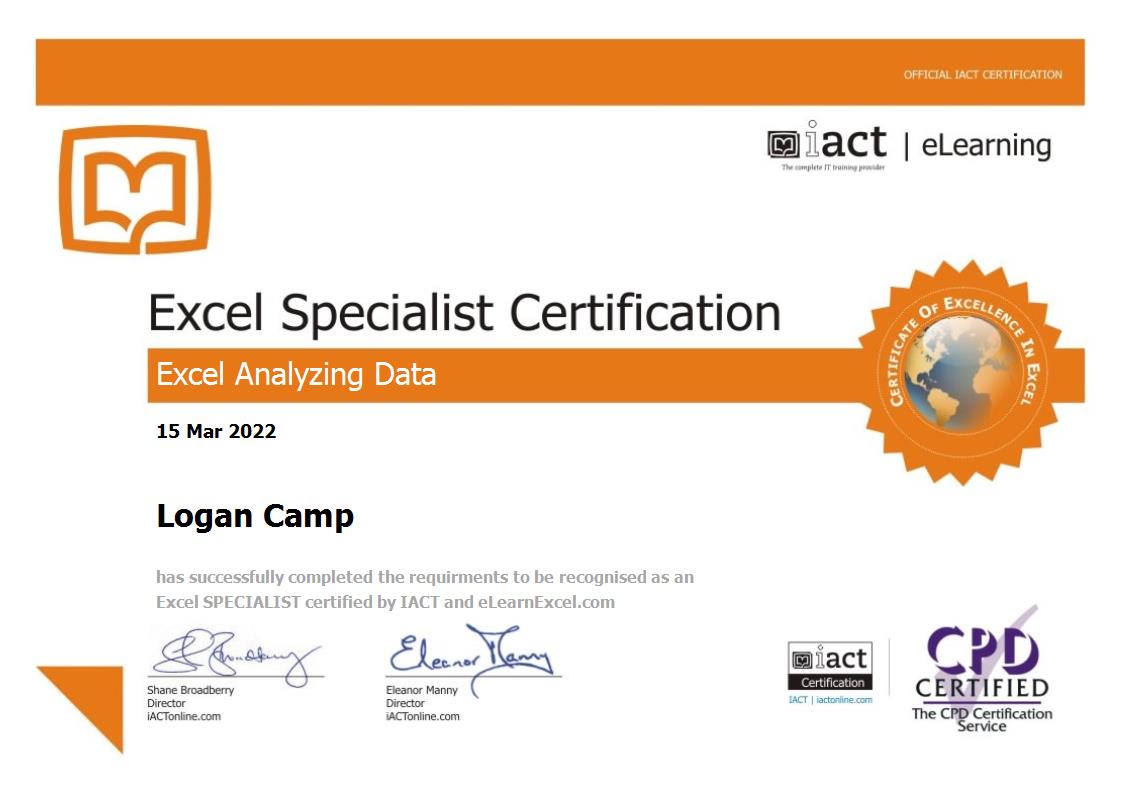 OFFICIAL IACT CERTIFICATION
iact | eLearning
The complete IT training provider
Excel Specialist Certification
Excel Analyzing Data
CERTIFICATE OF EXCELLENCE IN EXCEL
15 Mar 2022
Logan Camp
has successfully completed the requirments to be recognised as an
Excel SPECIALIST certified by IACT and eLearnExcel.com
Eleanor Manny
Shane Broadberry
Director
iACTonline.com
Eleanor Manny
Director
iACTonline.com
iact
Certification
IACT | iactonline.com
CPD
CERTIFIED
The CPD Certification
Service